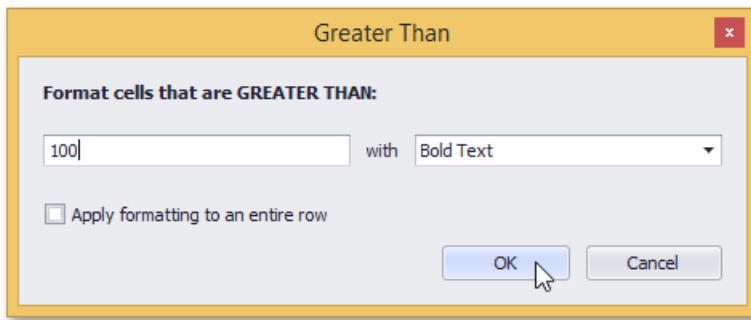 Greater Than
x
Format cells that are GREATER THAN:
100 with Bold Text
Apply formatting to an entire row
OK Cancel